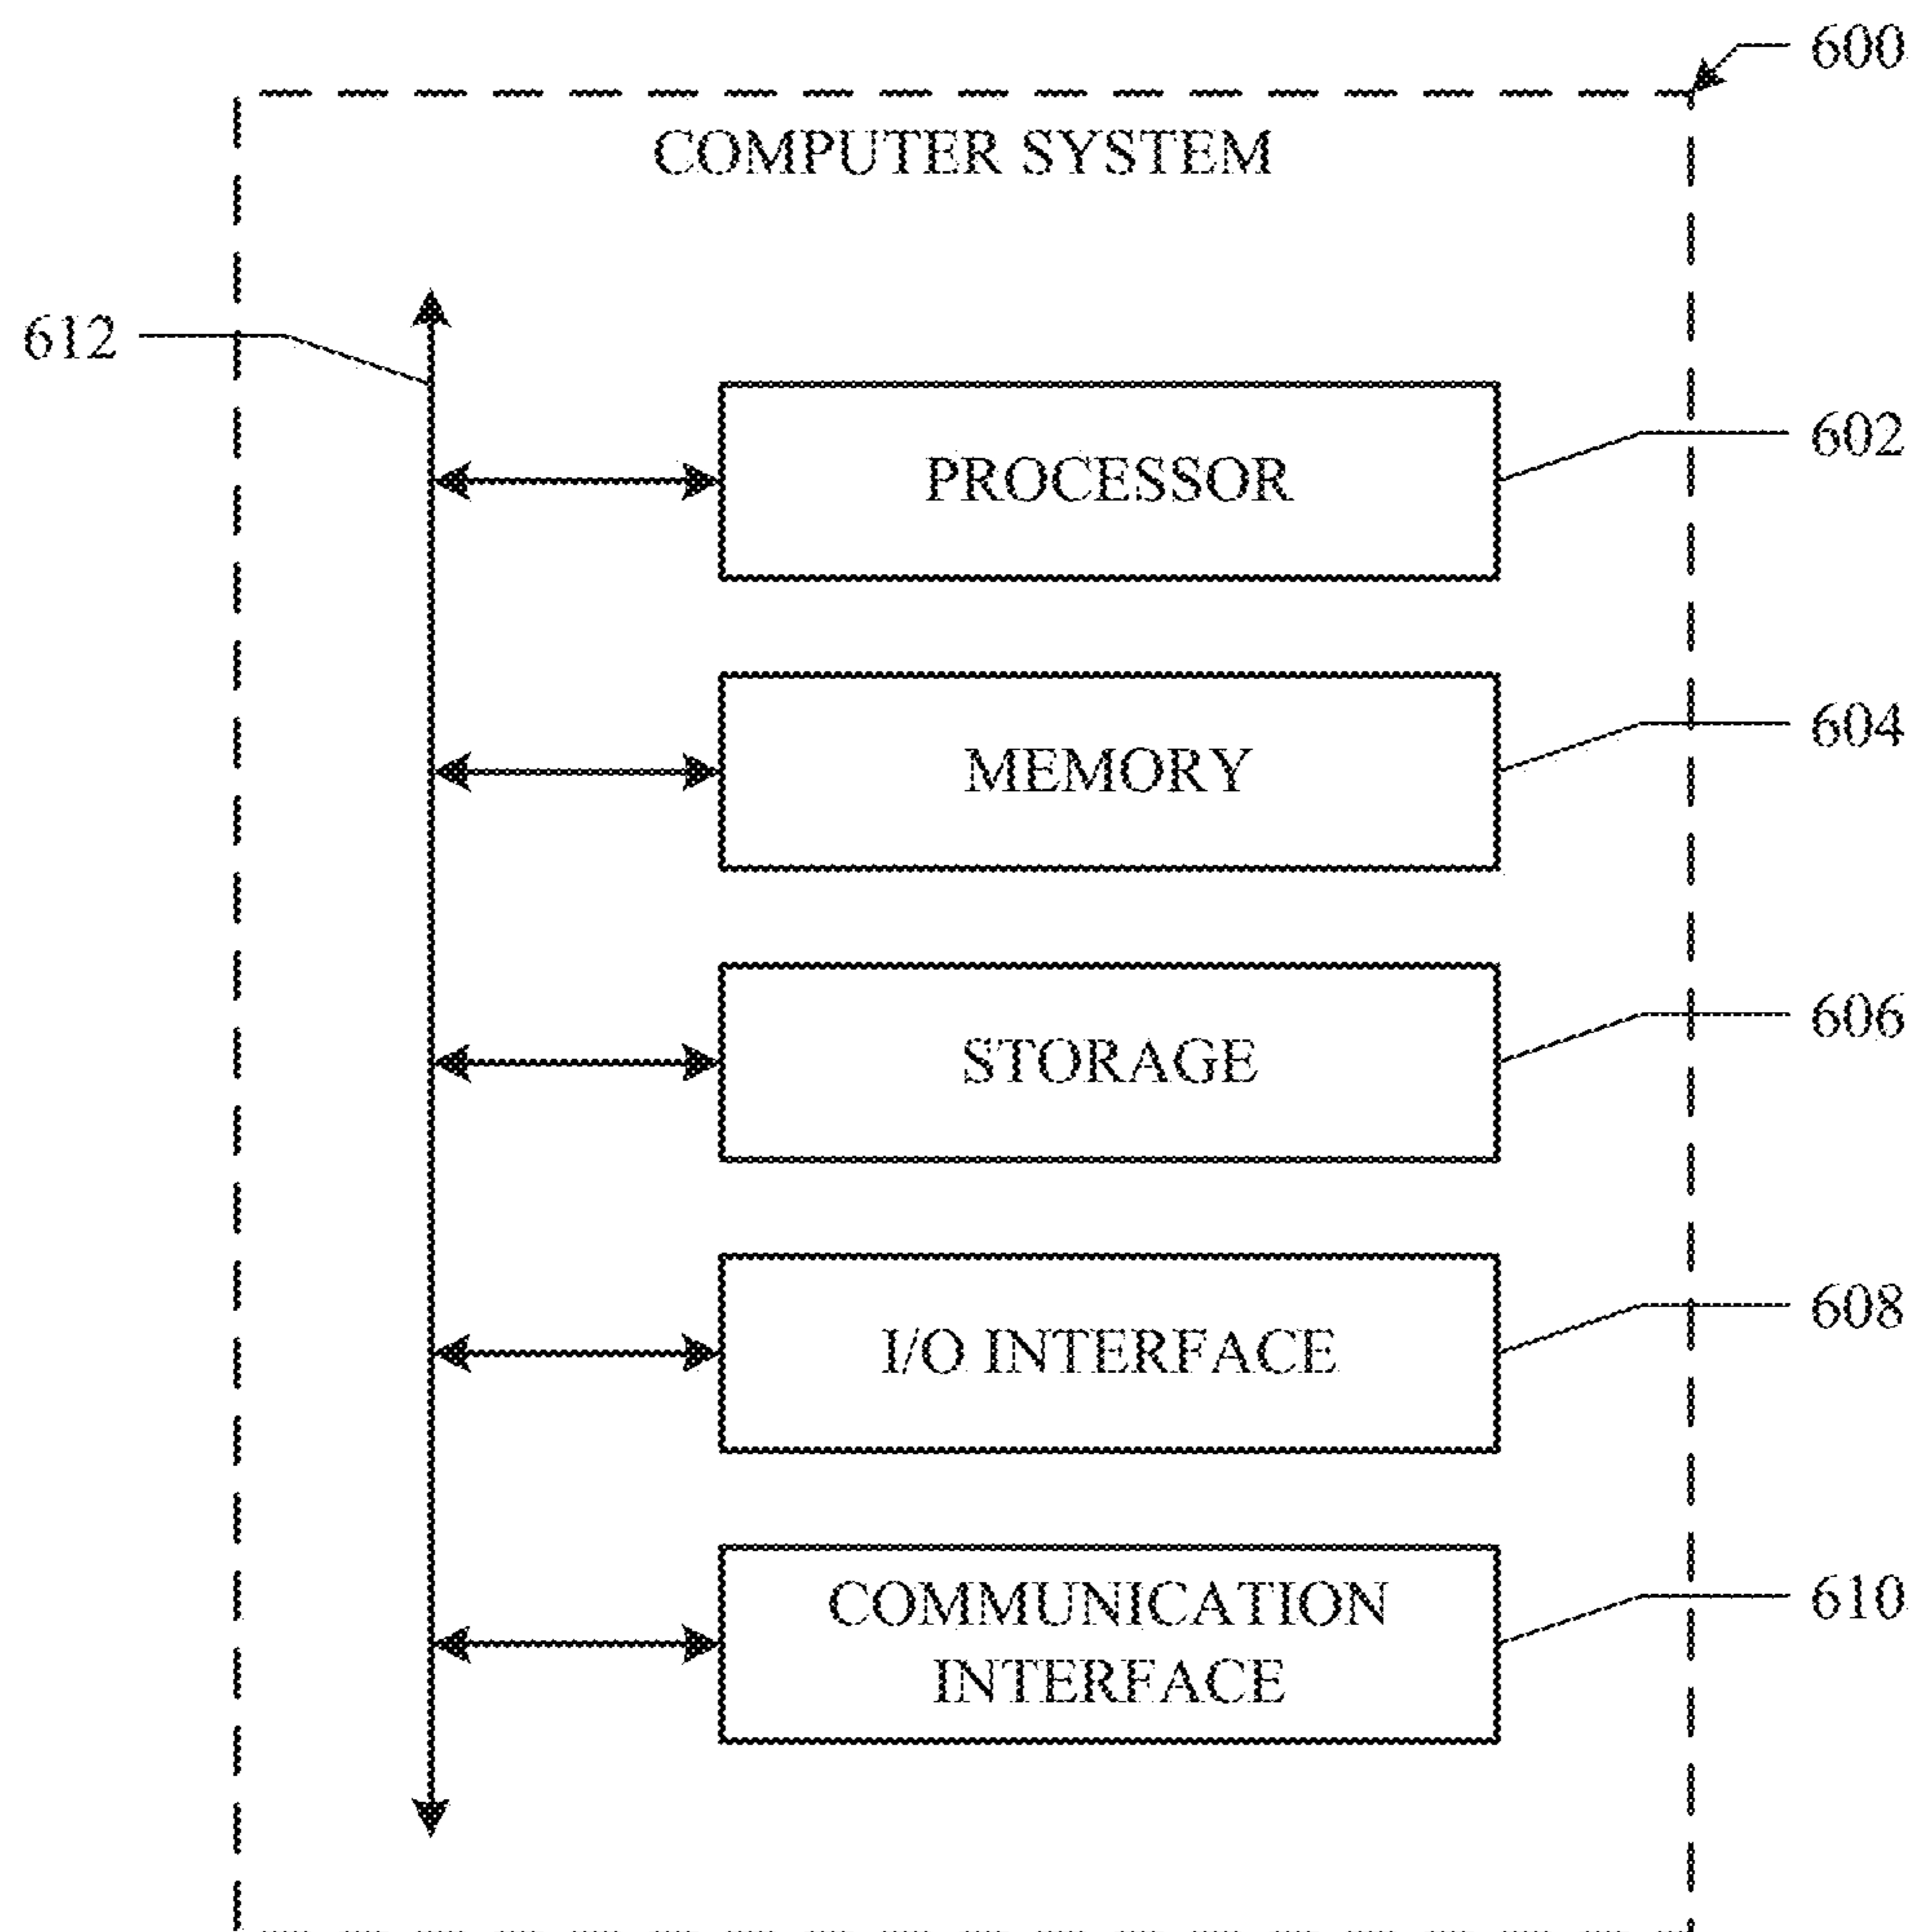 600
COMPUTER SYSTEM
612
PROCESSOR
602
MEMORY
604
STORAGE
606
I/O INTERFACE
608
COMMUNICATION
INTERFACE
610